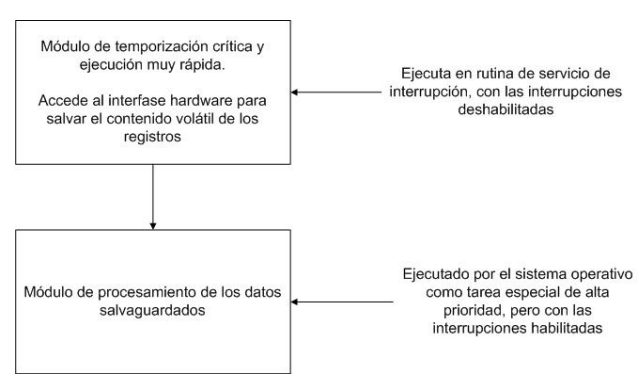 Módulo de temporización crítica y
ejecución muy rápida.
Accede al interfase hardware para
salvar el contenido volátil de los
registros
Ejecuta en rutina de servicio de
interrupción, con las interrupciones
deshabilitadas
Módulo de procesamiento de los datos
salvaguardados
Ejecutado por el sistema operativo
como tarea especial de alta
prioridad, pero con las
interrupciones habilitadas